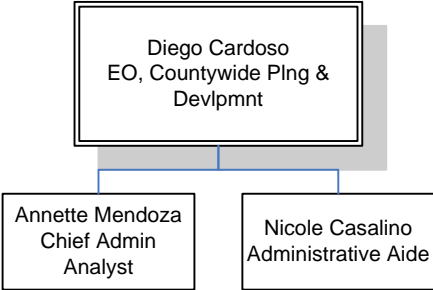 Diego Cardoso
EO, Countywide Plng &
Devlpmnt
Annette Mendoza
Chief Admin
Analyst
Nicole Casalino
Administrative Aide